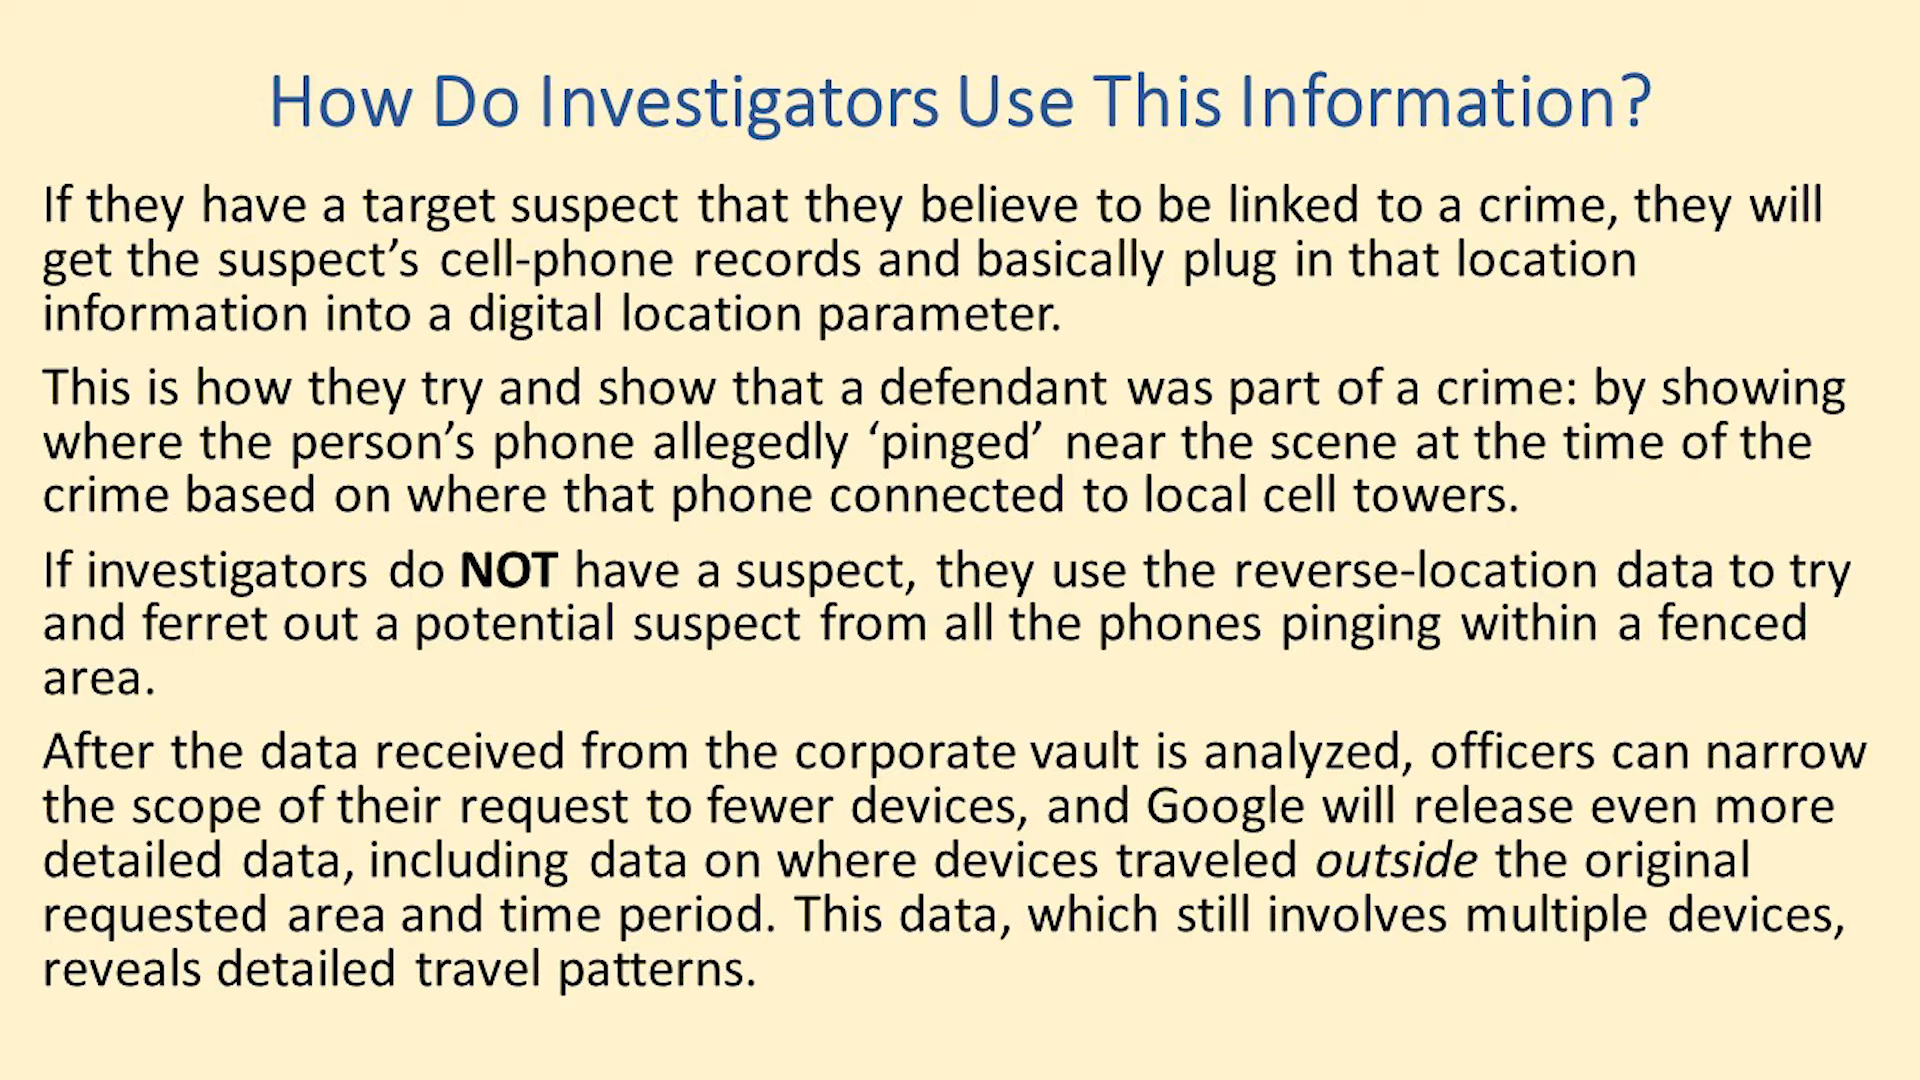 How Do Investigators Use This Information?
If they have a target suspect that they believe to be linked to a crime, they will
get the suspect’s cell-phone records and basically plug in that location
information into a digital location parameter.
This is how they try and show that a defendant was part of a crime: by showing
where the person’s phone allegedly ‘pinged’ near the scene at the time of the
crime based on where that phone connected to local cell towers.
If investigators do NOT have a suspect, they use the reverse-location data to try
and ferret out a potential suspect from all the phones pinging within a fenced
area.
After the data received from the corporate vault is analyzed, officers can narrow
the scope of their request to fewer devices, and Google will release even more
detailed data, including data on where devices traveled outside the original
requested area and time period. This data, which still involves multiple devices,
reveals detailed travel patterns.